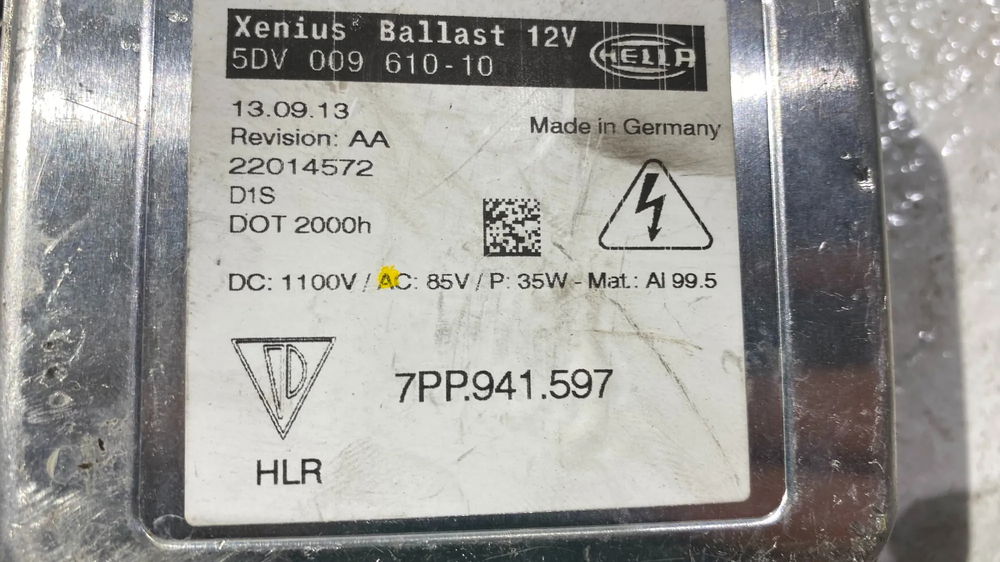 Xenius Ballast 12V
5DV 009 610-10
HELLA
13.09.13
Revision: AA
Made in Germany
22014572
D1S
DOT 2000h
DC: 1100V / AC: 85V / P: 35W - Mat.: Al 99.5
7PP.941.597
HLR